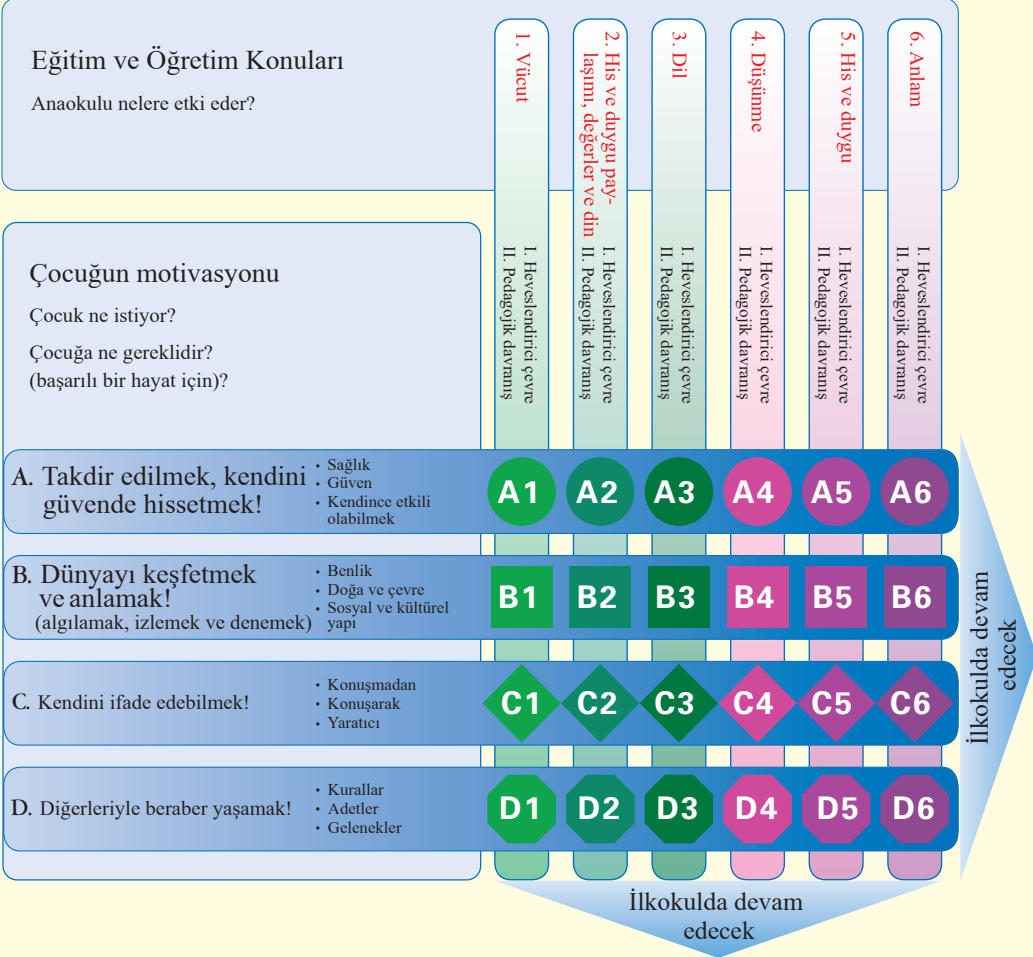 Eğitim ve Öğretim Konuları
Anaokulu nelere etki eder?
1. Vücut
2. His ve duygu pay-
laşımı, değerler ve din
3. Dil
4. Düşünme
5. His ve duygu
6. Anlam
I. Heveslendirici çevre
II. Pedagojik davranış
I. Heveslendirici çevre
II. Pedagojik davranış
I. Heveslendirici çevre
II. Pedagojik davranış
I. Heveslendirici çevre
II. Pedagojik davranış
I. Heveslendirici çevre
II. Pedagojik davranış
I. Heveslendirici çevre
II. Pedagojik davranış
Çocuğun motivasyonu
Çocuk ne istiyor?
Çocuğa ne gereklidir?
(başarılı bir hayat için)?
A. Takdir edilmek, kendini
güvende hissetmek!
• Sağlık
• Güven
• Kendince etkili
olabilmek
A1 A2 A3 A4 A5 A6
B. Dünyayı keşfetmek
ve anlamak!
(algılamak, izlemek ve denemek)
• Benlik
• Doğa ve çevre
• Sosyal ve kültürel
yapı
B1 B2 B3 B4 B5 B6
C. Kendini ifade edebilmek!
• Konuşmadan
• Konuşarak
• Yaratıcı
C1 C2 C3 C4 C5 C6
D. Diğerleriyle beraber yaşamak!
• Kurallar
• Adetler
• Gelenekler
D1 D2 D3 D4 D5 D6
İlkokulda devam
edecek
İlkokulda devam
edecek